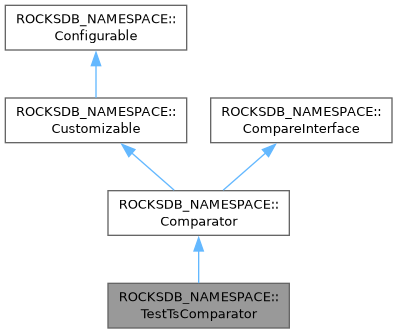 ROCKSDB_NAMESPACE::
Configurable
ROCKSDB_NAMESPACE::
Customizable
ROCKSDB_NAMESPACE::
CompareInterface
ROCKSDB_NAMESPACE::
Comparator
ROCKSDB_NAMESPACE::
TestTsComparator